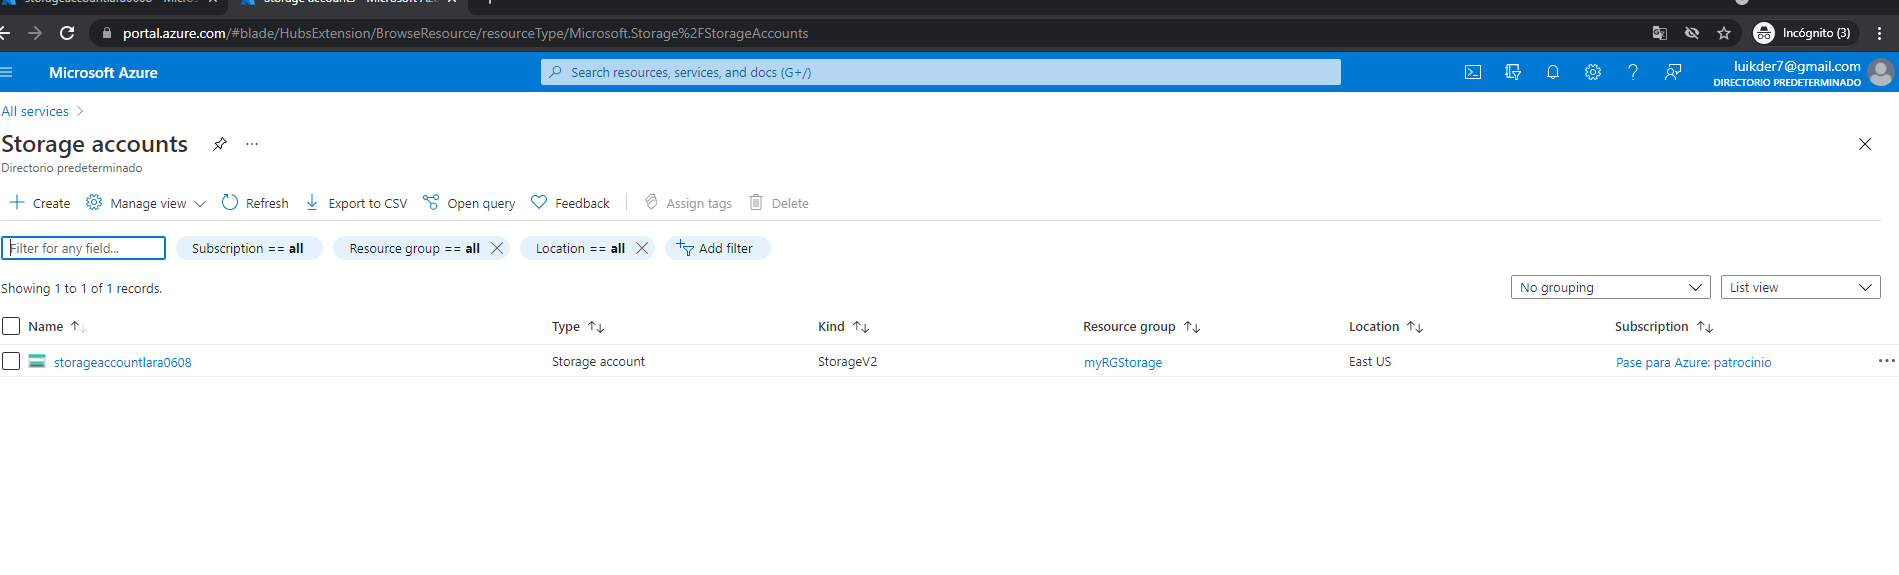 portal.azure.com/#blade/HubsExtension/BrowseResource/resourceType/Microsoft.Storage%2FStorageAccounts
Incógnito (3)
Microsoft Azure
Search resources, services, and docs (G+/)
luikder7@gmail.com
DIRECTORIO PREDETERMINADO
All services
Storage accounts
Directorio predeterminado
Create Manage view Refresh Export to CSV Open query Feedback Assign tags Delete
Filter for any field... Subscription == all Resource group == all Location == all Add filter
Showing 1 to 1 of 1 records. No grouping List view
Name Type Kind Resource group Location Subscription
storageaccountlara0608 Storage account StorageV2 myRGStorage East US Pase para Azure: patrocinio